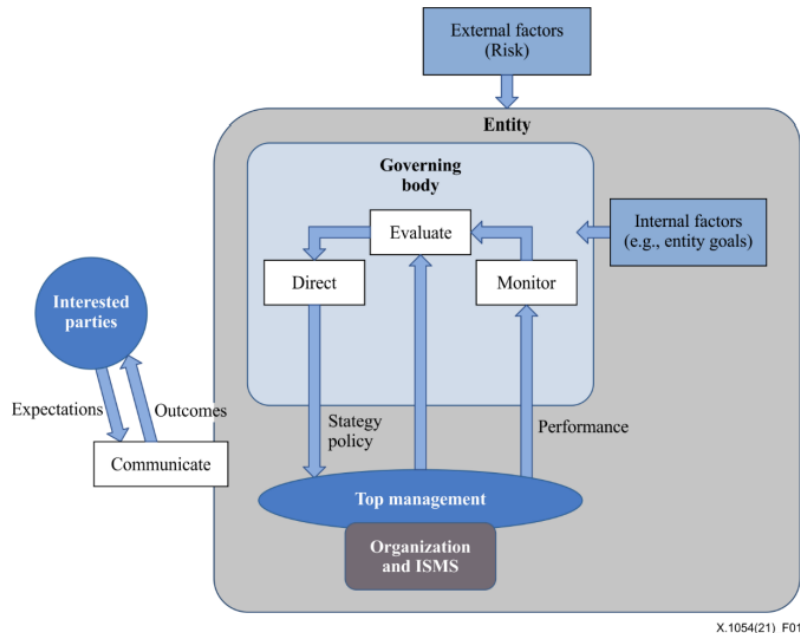 External factors
(Risk)
Entity
Governing
body
Evaluate
Internal factors
(e.g., entity goals)
Direct
Monitor
Interested
parties
Expectations
Outcomes
Communicate
Stategy
policy
Performance
Top management
Organization
and ISMS
X.1054(21)_F01